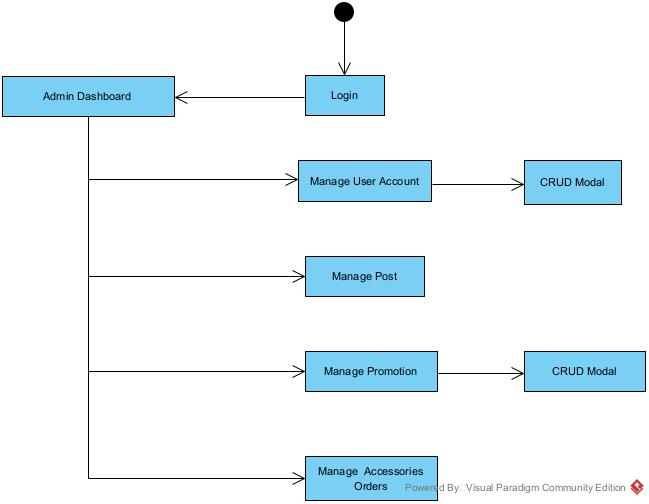 Login
Admin Dashboard
Manage User Account
CRUD Modal
Manage Post
Manage Promotion
CRUD Modal
Manage Accessories
Orders
Powered By Visual Paradigm Community Edition